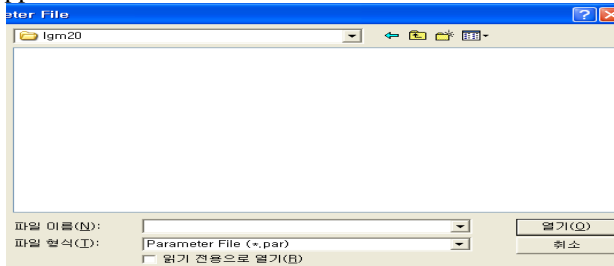 eter File
lgm20
파일 이름(N):
열기(O)
파일 형식(T):
Parameter File (*.par)
취소
읽기 전용으로 열기(R)